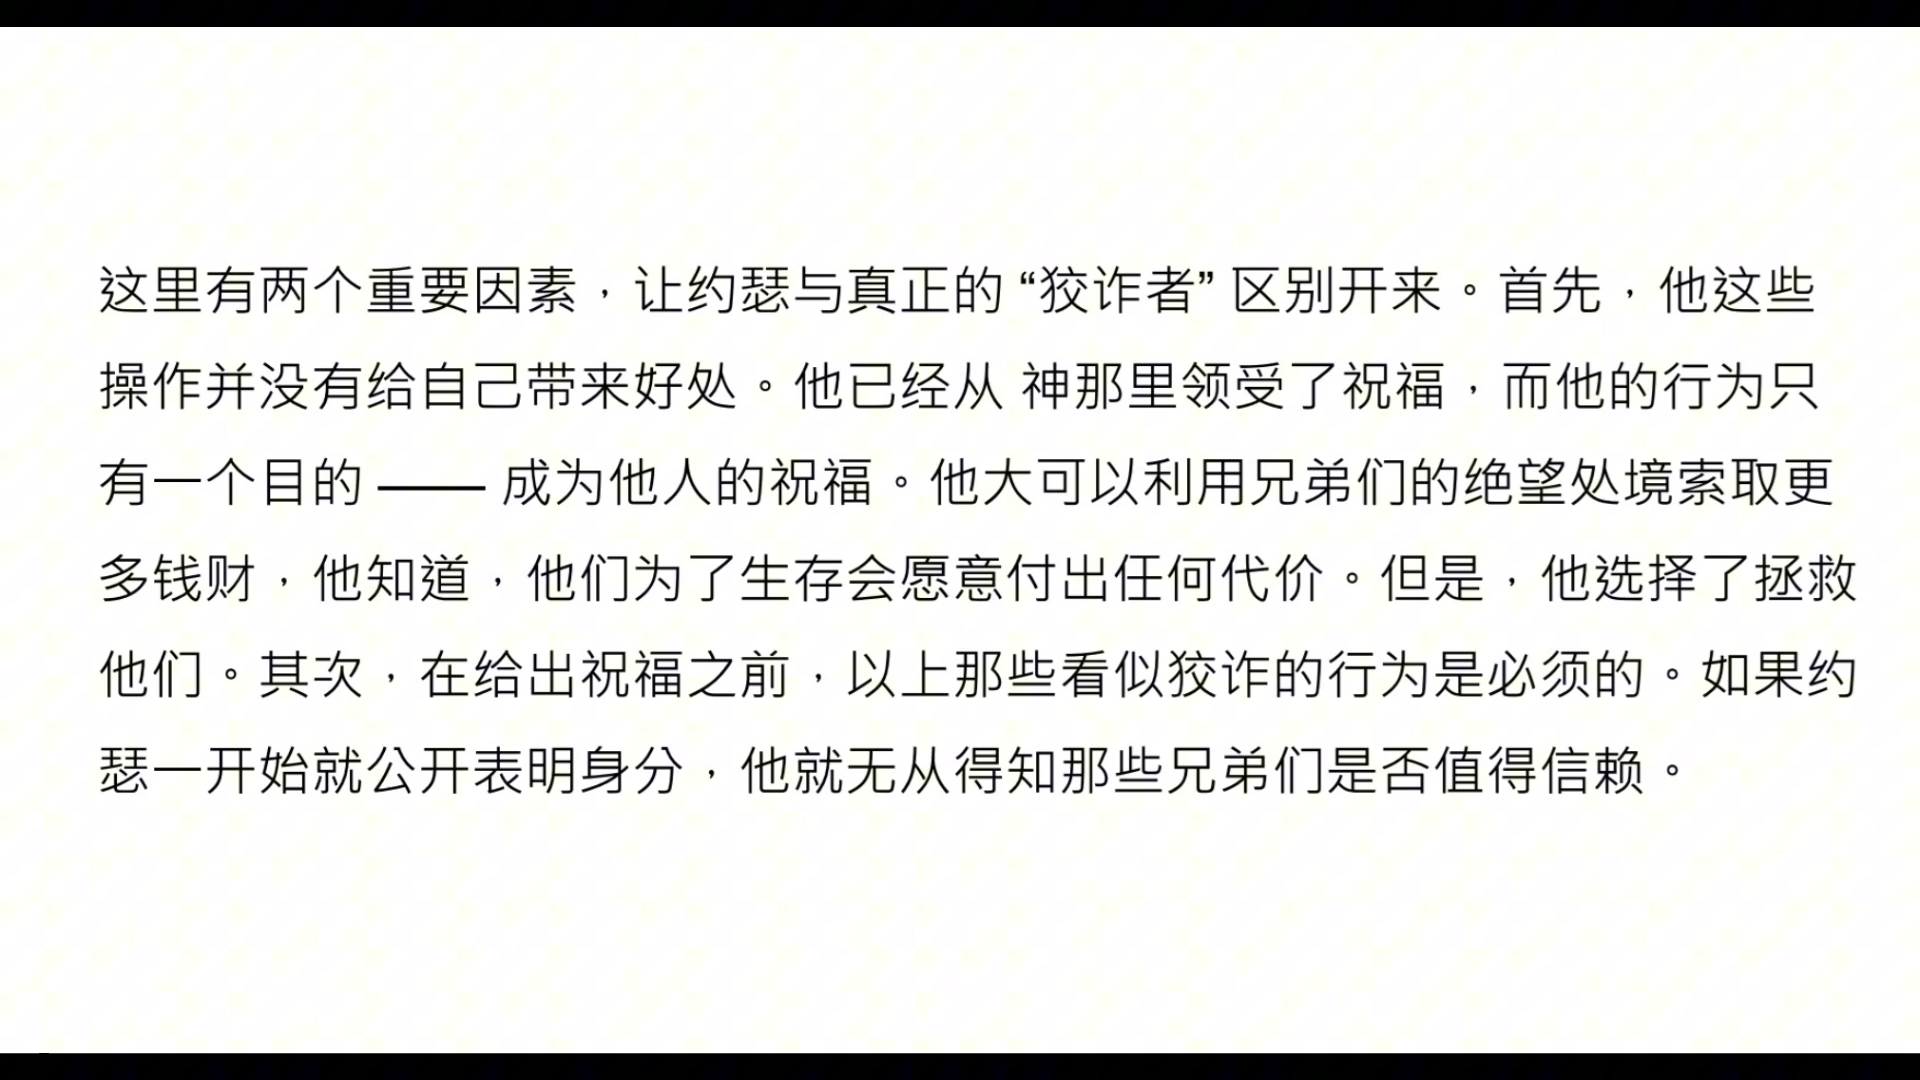 这里有两个重要因素，让约瑟与真正的 “狡诈者” 区别开来。首先，他这些
操作并没有给自己带来好处。他已经从 神那里领受了祝福，而他的行为只
有一个目的 —— 成为他人的祝福。他大可以利用兄弟们的绝望处境索取更
多钱财，他知道，他们为了生存会愿意付出任何代价。但是，他选择了拯救
他们。其次，在给出祝福之前，以上那些看似狡诈的行为是必须的。如果约
瑟一开始就公开表明身分，他就无从得知那些兄弟们是否值得信赖。